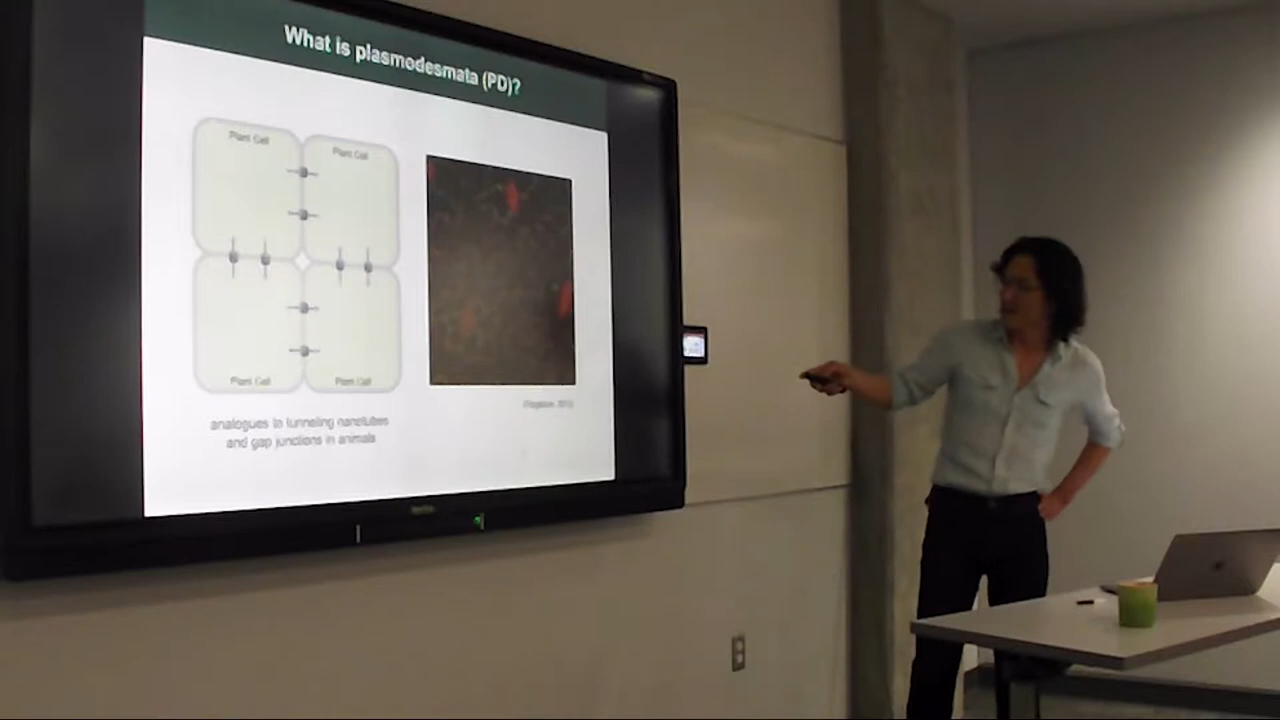 What is plasmodesmata (PD)?
Plant Cell
Plant Cell
Plant Cell
Plant Cell
analogues to tunneling nanotubes
and gap junctions in animals